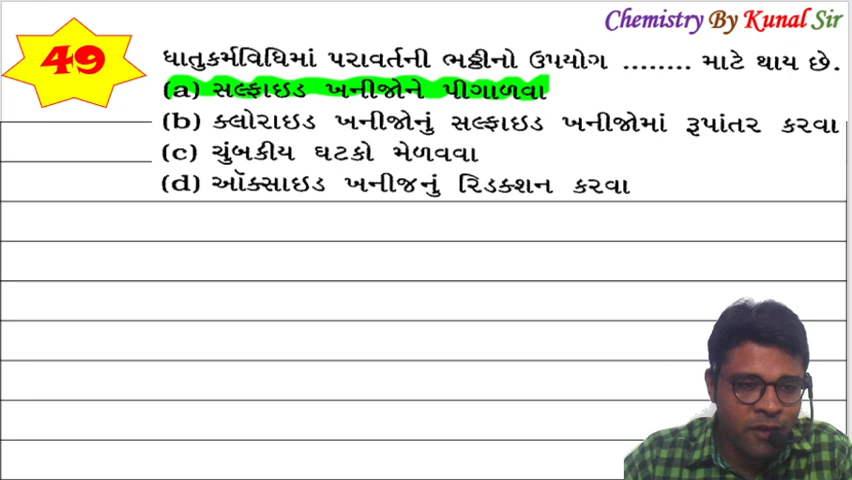 Chemistry By Kunal Sir
49
ધાતુકર્મવિધિમાં પરાવર્તની ભઠ્ઠીનો ઉપયોગ ........ માટે થાય છે.
(a) સલ્ફાઇડ ખનીજોને પીગાળવા
(b) ક્લોરાઇડ ખનીજોનું સલ્ફાઇડ ખનીજોમાં રૂપાંતર કરવા
(c) ચુંબકીય ઘટકો મેળવવા
(d) ઑક્સાઇડ ખનીજનું રિડક્શન કરવા